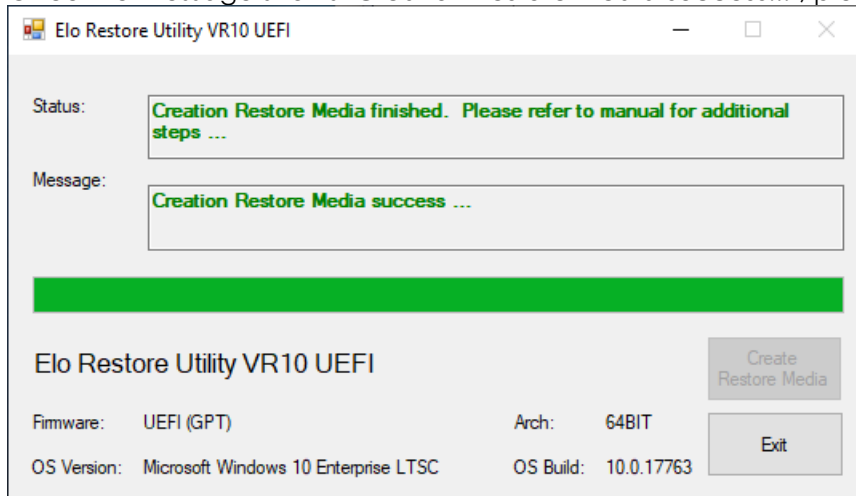 Elo Restore Utility VR10 UEFI
Status:
Creation Restore Media finished. Please refer to manual for additional
steps ...
Message:
Creation Restore Media success ...
Elo Restore Utility VR10 UEFI
Create
Restore Media
Firmware: UEFI (GPT) Arch: 64BIT
Exit
OS Version: Microsoft Windows 10 Enterprise LTSC OS Build: 10.0.17763